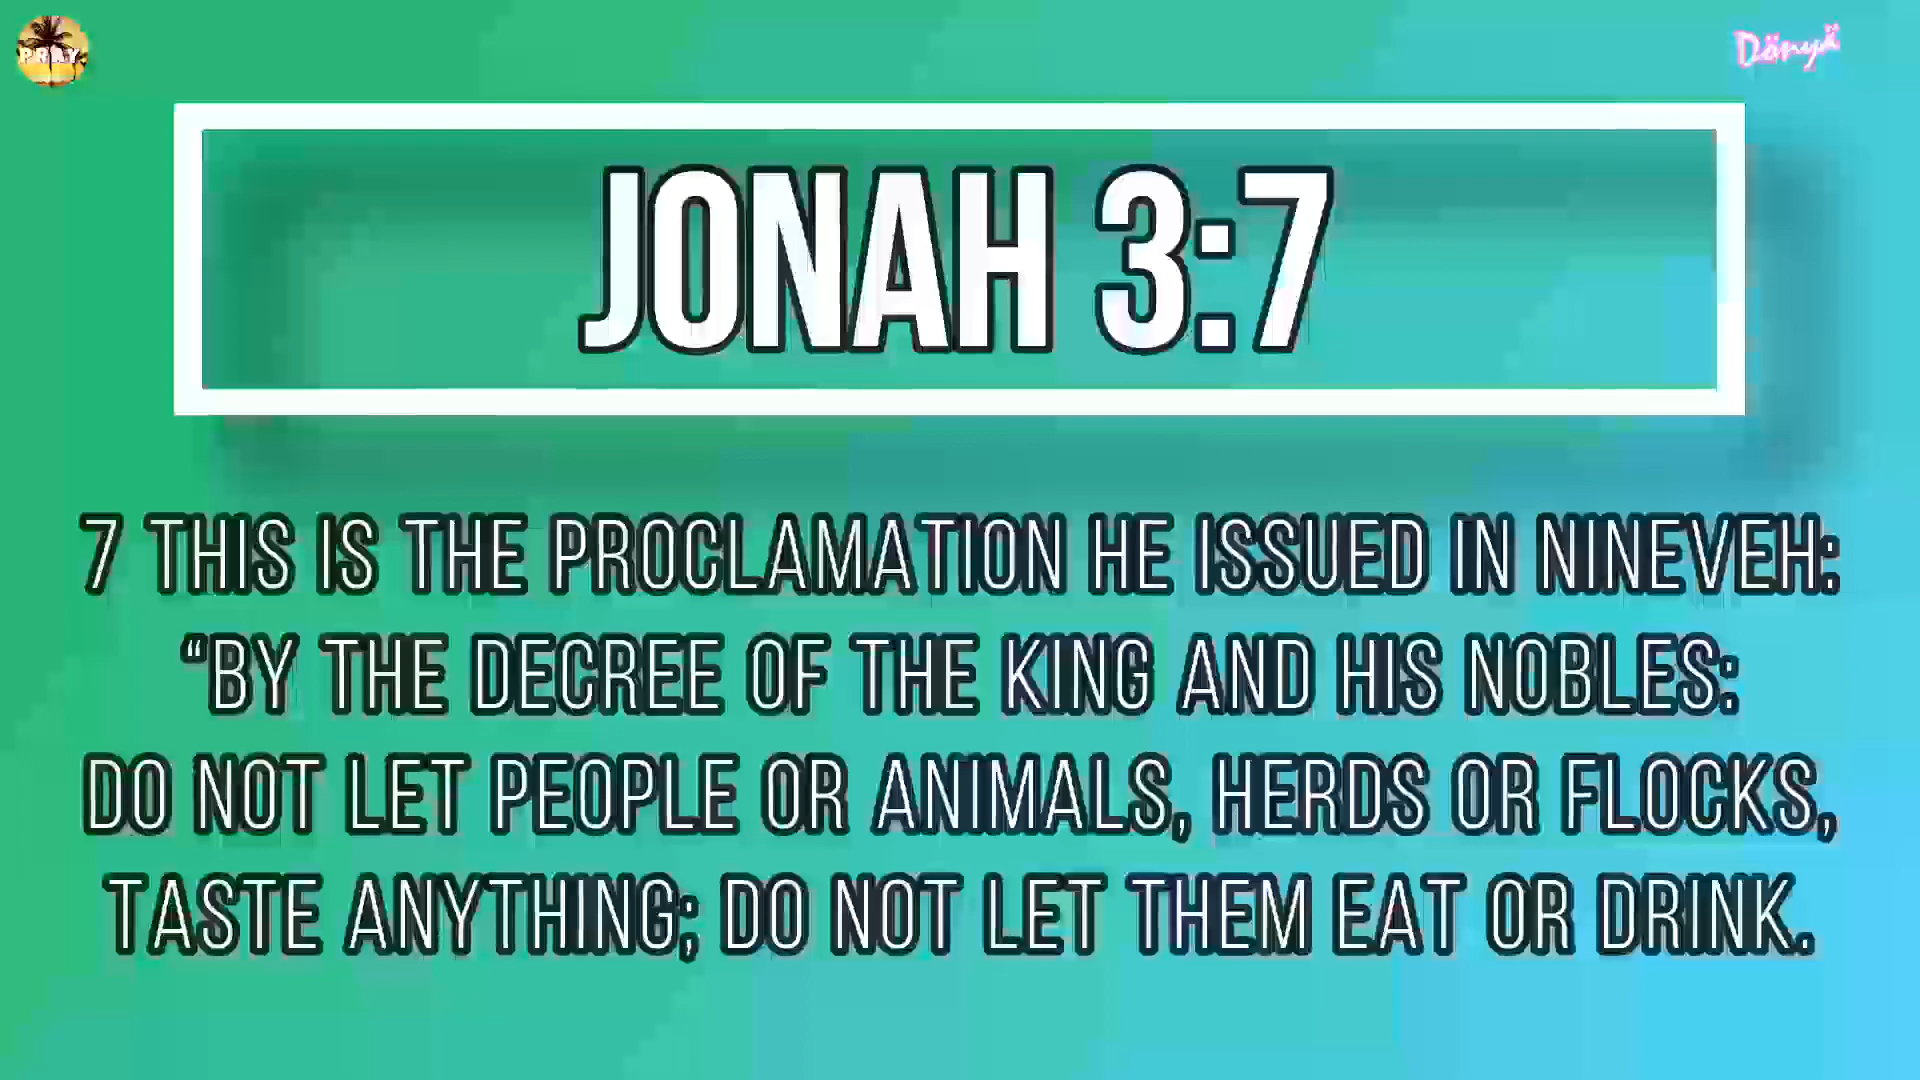 PRAY
Dänyä
JONAH 3:7
7 THIS IS THE PROCLAMATION HE ISSUED IN NINEVEH:
“BY THE DECREE OF THE KING AND HIS NOBLES:
DO NOT LET PEOPLE OR ANIMALS, HERDS OR FLOCKS,
TASTE ANYTHING; DO NOT LET THEM EAT OR DRINK.